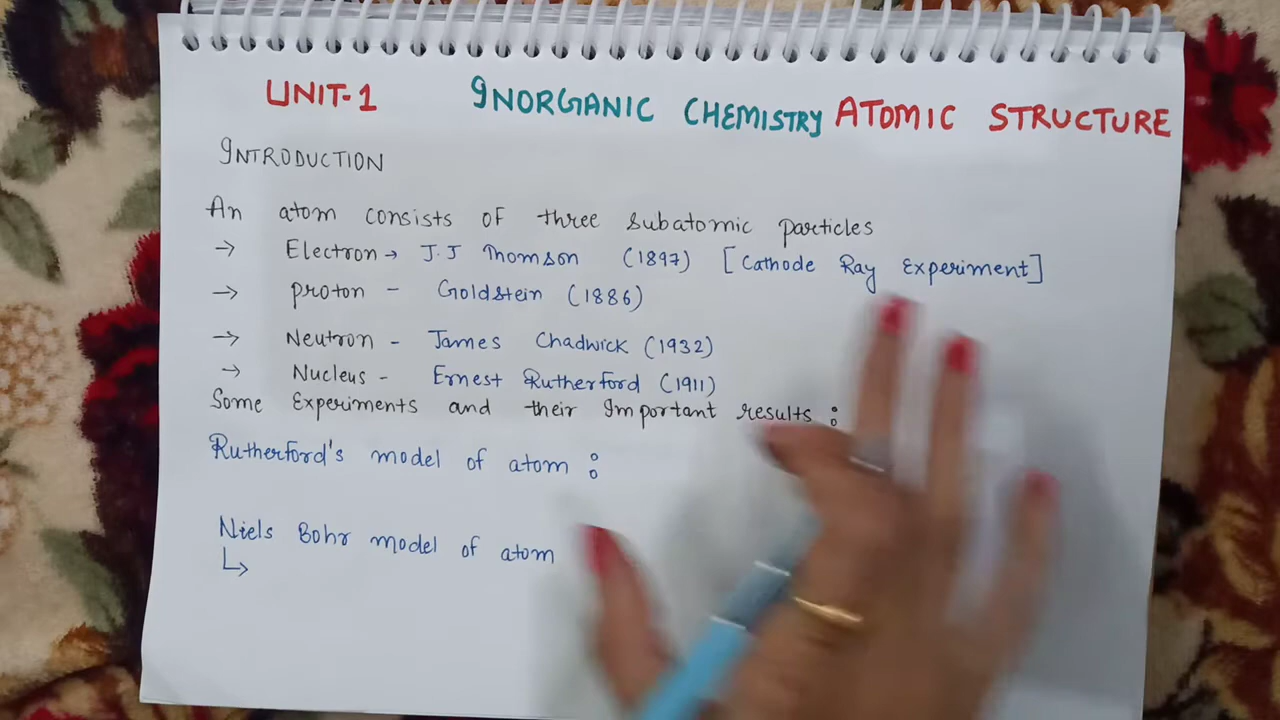 UNIT-1 INORGANIC CHEMISTRY ATOMIC STRUCTURE
INTRODUCTION
An atom consists of three subatomic particles
→ Electron → J.J Thomson (1897) [Cathode Ray Experiment]
→ proton - Goldstein (1886)
→ Neutron - James Chadwick (1932)
→ Nucleus - Ernest Rutherford (1911)
Some Experiments and their Important results :
Rutherford's model of atom :
Niels Bohr model of atom
↳